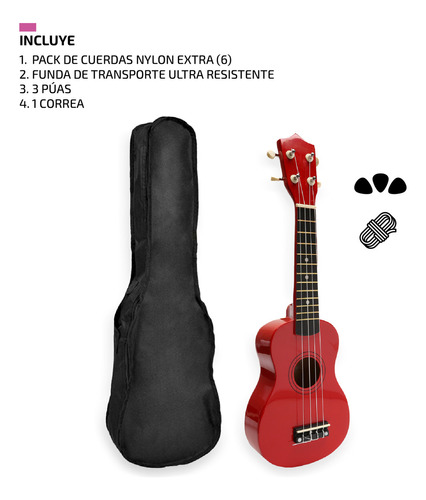 INCLUYE
1. PACK DE CUERDAS NYLON EXTRA (6)
2. FUNDA DE TRANSPORTE ULTRA RESISTENTE
3. 3 PÚAS
4. 1 CORREA